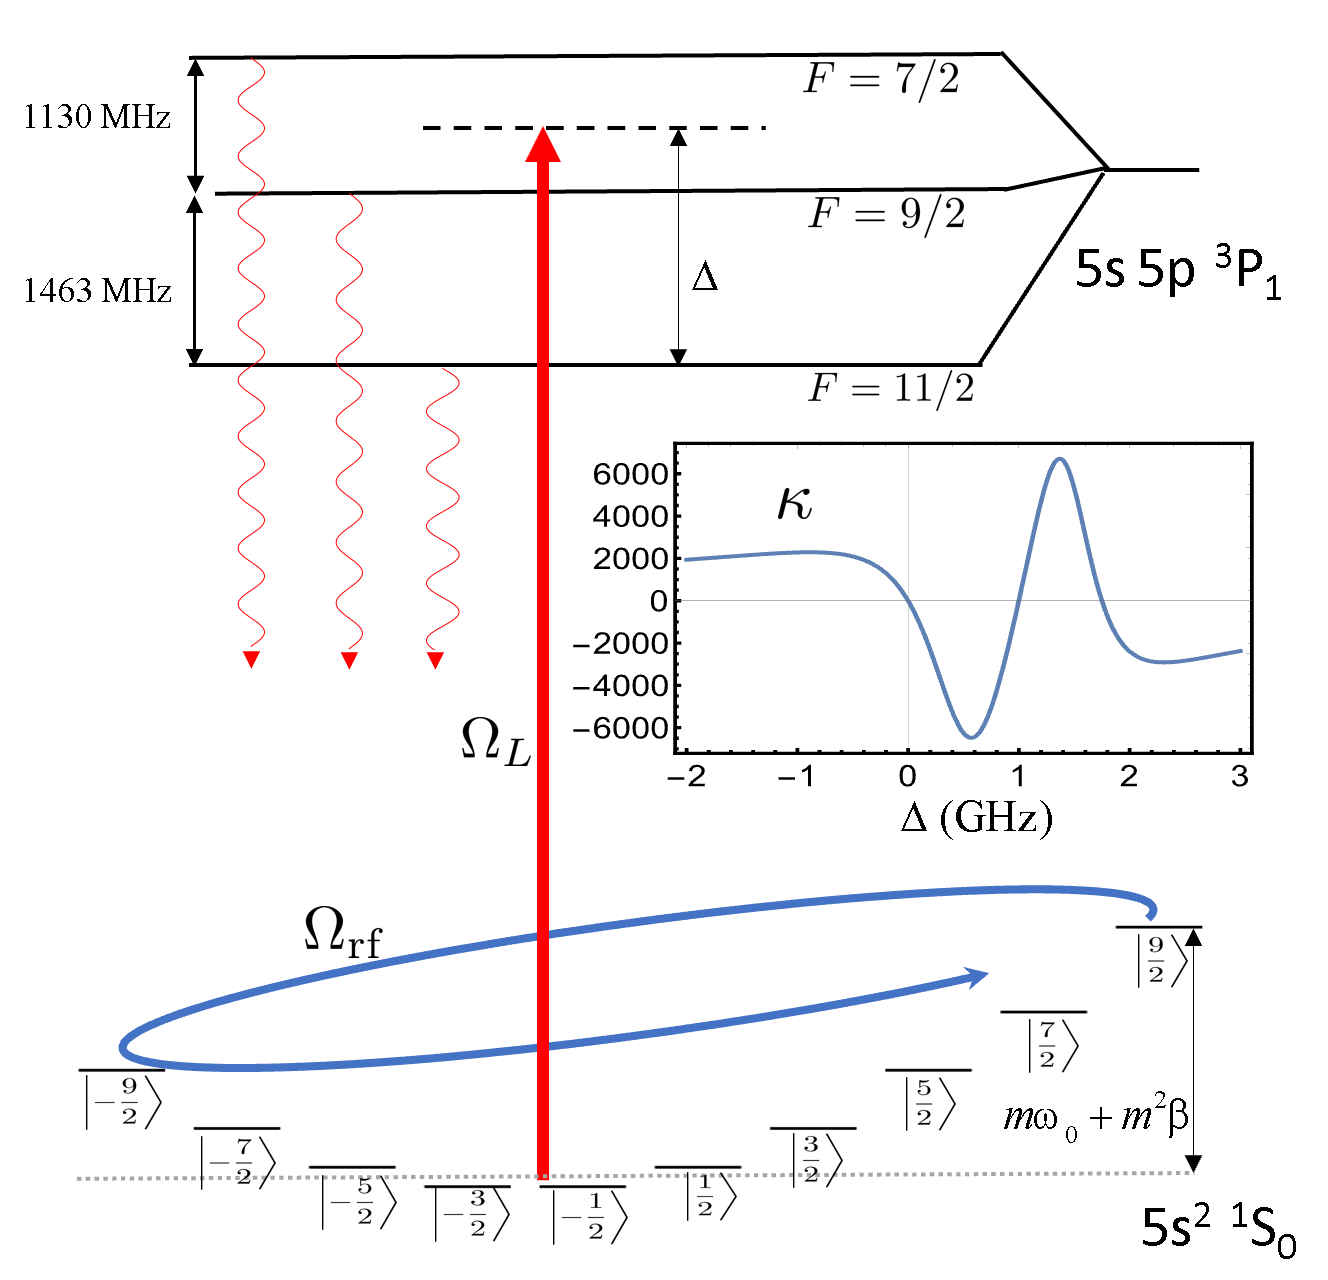 F = 7/2
1130 MHz
F = 9/2
5s 5p ³P₁
Δ
1463 MHz
F = 11/2
κ
6000
4000
2000
0
−2000
−4000
−6000
−2 −1 0 1 2 3
Δ (GHz)
Ω_L
Ω_rf
|9/2⟩
|7/2⟩
|−9/2⟩
|5/2⟩
mω₀ + m²β
|−7/2⟩
|3/2⟩
|−5/2⟩
|−3/2⟩
|−1/2⟩
|1/2⟩
5s² ¹S₀